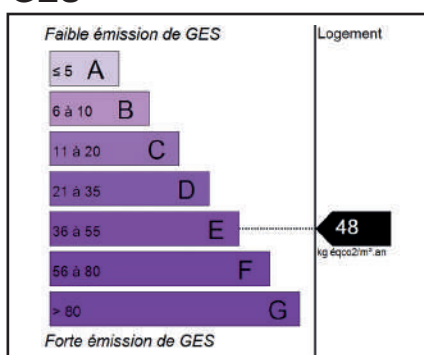 GES
Faible émission de GES
Logement
≤ 5 A
6 à 10 B
11 à 20 C
21 à 35 D
36 à 55 E
48
kg éqco2/m².an
56 à 80 F
> 80 G
Forte émission de GES